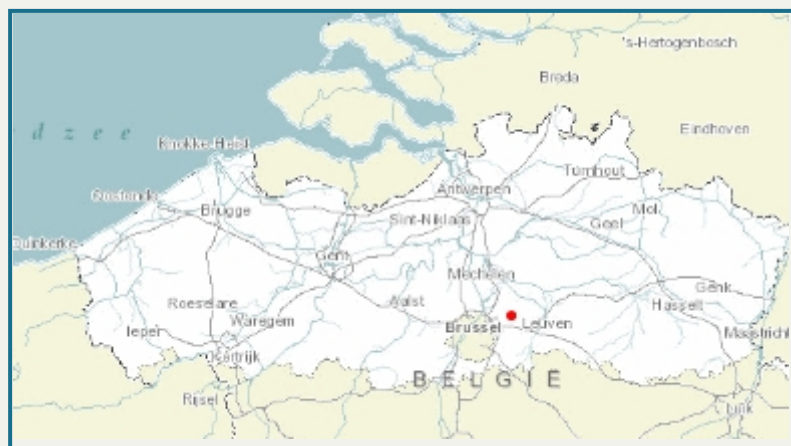 's-Hertogenbosch
Breda
d z e e
Eindhoven
Knokke-Heist
Turnhout
Antwerpen
Oostende
Mol
Brugge
Sint-Niklaas
Geel
Duinkerke
Gent
Mechelen
Genk
Roeselare
Aalst
Hasselt
Waregem
Ieper
Brussel
Leuven
Maastricht
Kortrijk
BELGIË
Rijsel
Luik